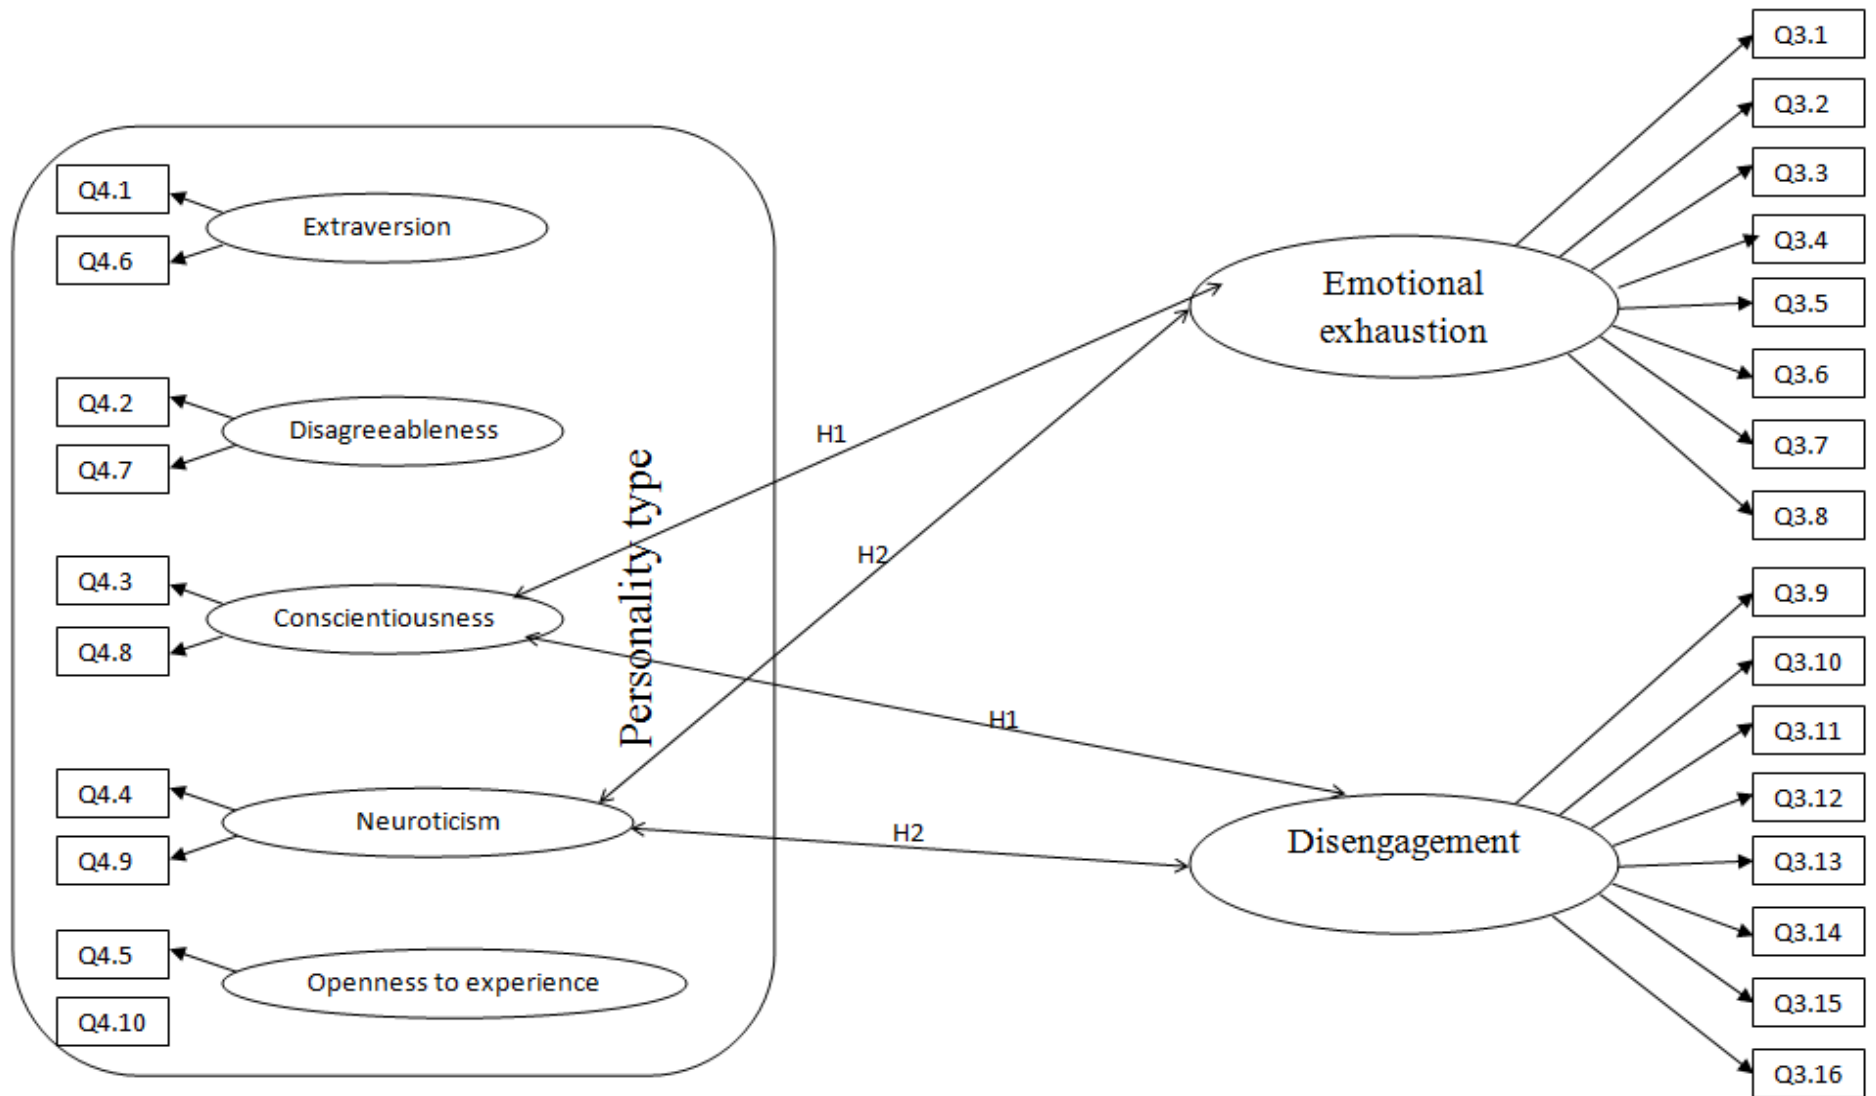 Q4.1
Q4.6
Extraversion
Q4.2
Q4.7
Disagreeableness
Q4.3
Q4.8
Conscientiousness
Q4.4
Q4.9
Neuroticism
Q4.5
Q4.10
Openness to experience
Personality type
H1
H2
H1
H2
Emotional
exhaustion
Disengagement
Q3.1
Q3.2
Q3.3
Q3.4
Q3.5
Q3.6
Q3.7
Q3.8
Q3.9
Q3.10
Q3.11
Q3.12
Q3.13
Q3.14
Q3.15
Q3.16